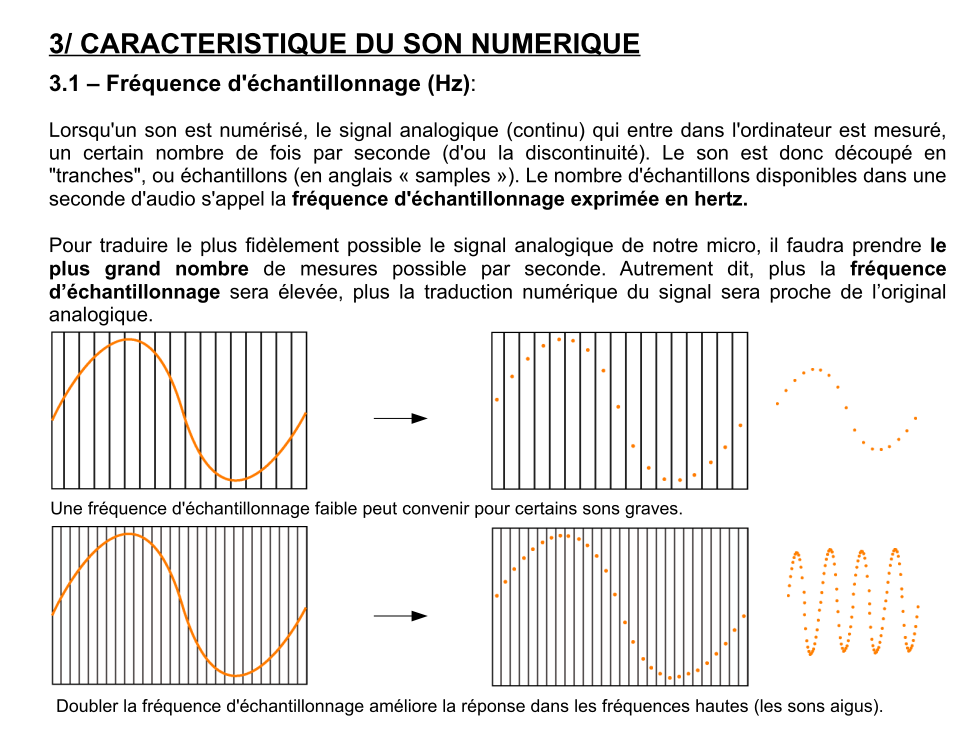 3/ CARACTERISTIQUE DU SON NUMERIQUE
3.1 – Fréquence d'échantillonnage (Hz):
Lorsqu'un son est numérisé, le signal analogique (continu) qui entre dans l'ordinateur est mesuré,
un certain nombre de fois par seconde (d'ou la discontinuité). Le son est donc découpé en
"tranches", ou échantillons (en anglais « samples »). Le nombre d'échantillons disponibles dans une
seconde d'audio s'appel la fréquence d'échantillonnage exprimée en hertz.
Pour traduire le plus fidèlement possible le signal analogique de notre micro, il faudra prendre le
plus grand nombre de mesures possible par seconde. Autrement dit, plus la fréquence
d’échantillonnage sera élevée, plus la traduction numérique du signal sera proche de l’original
analogique.
Une fréquence d'échantillonnage faible peut convenir pour certains sons graves.
Doubler la fréquence d'échantillonnage améliore la réponse dans les fréquences hautes (les sons aigus).